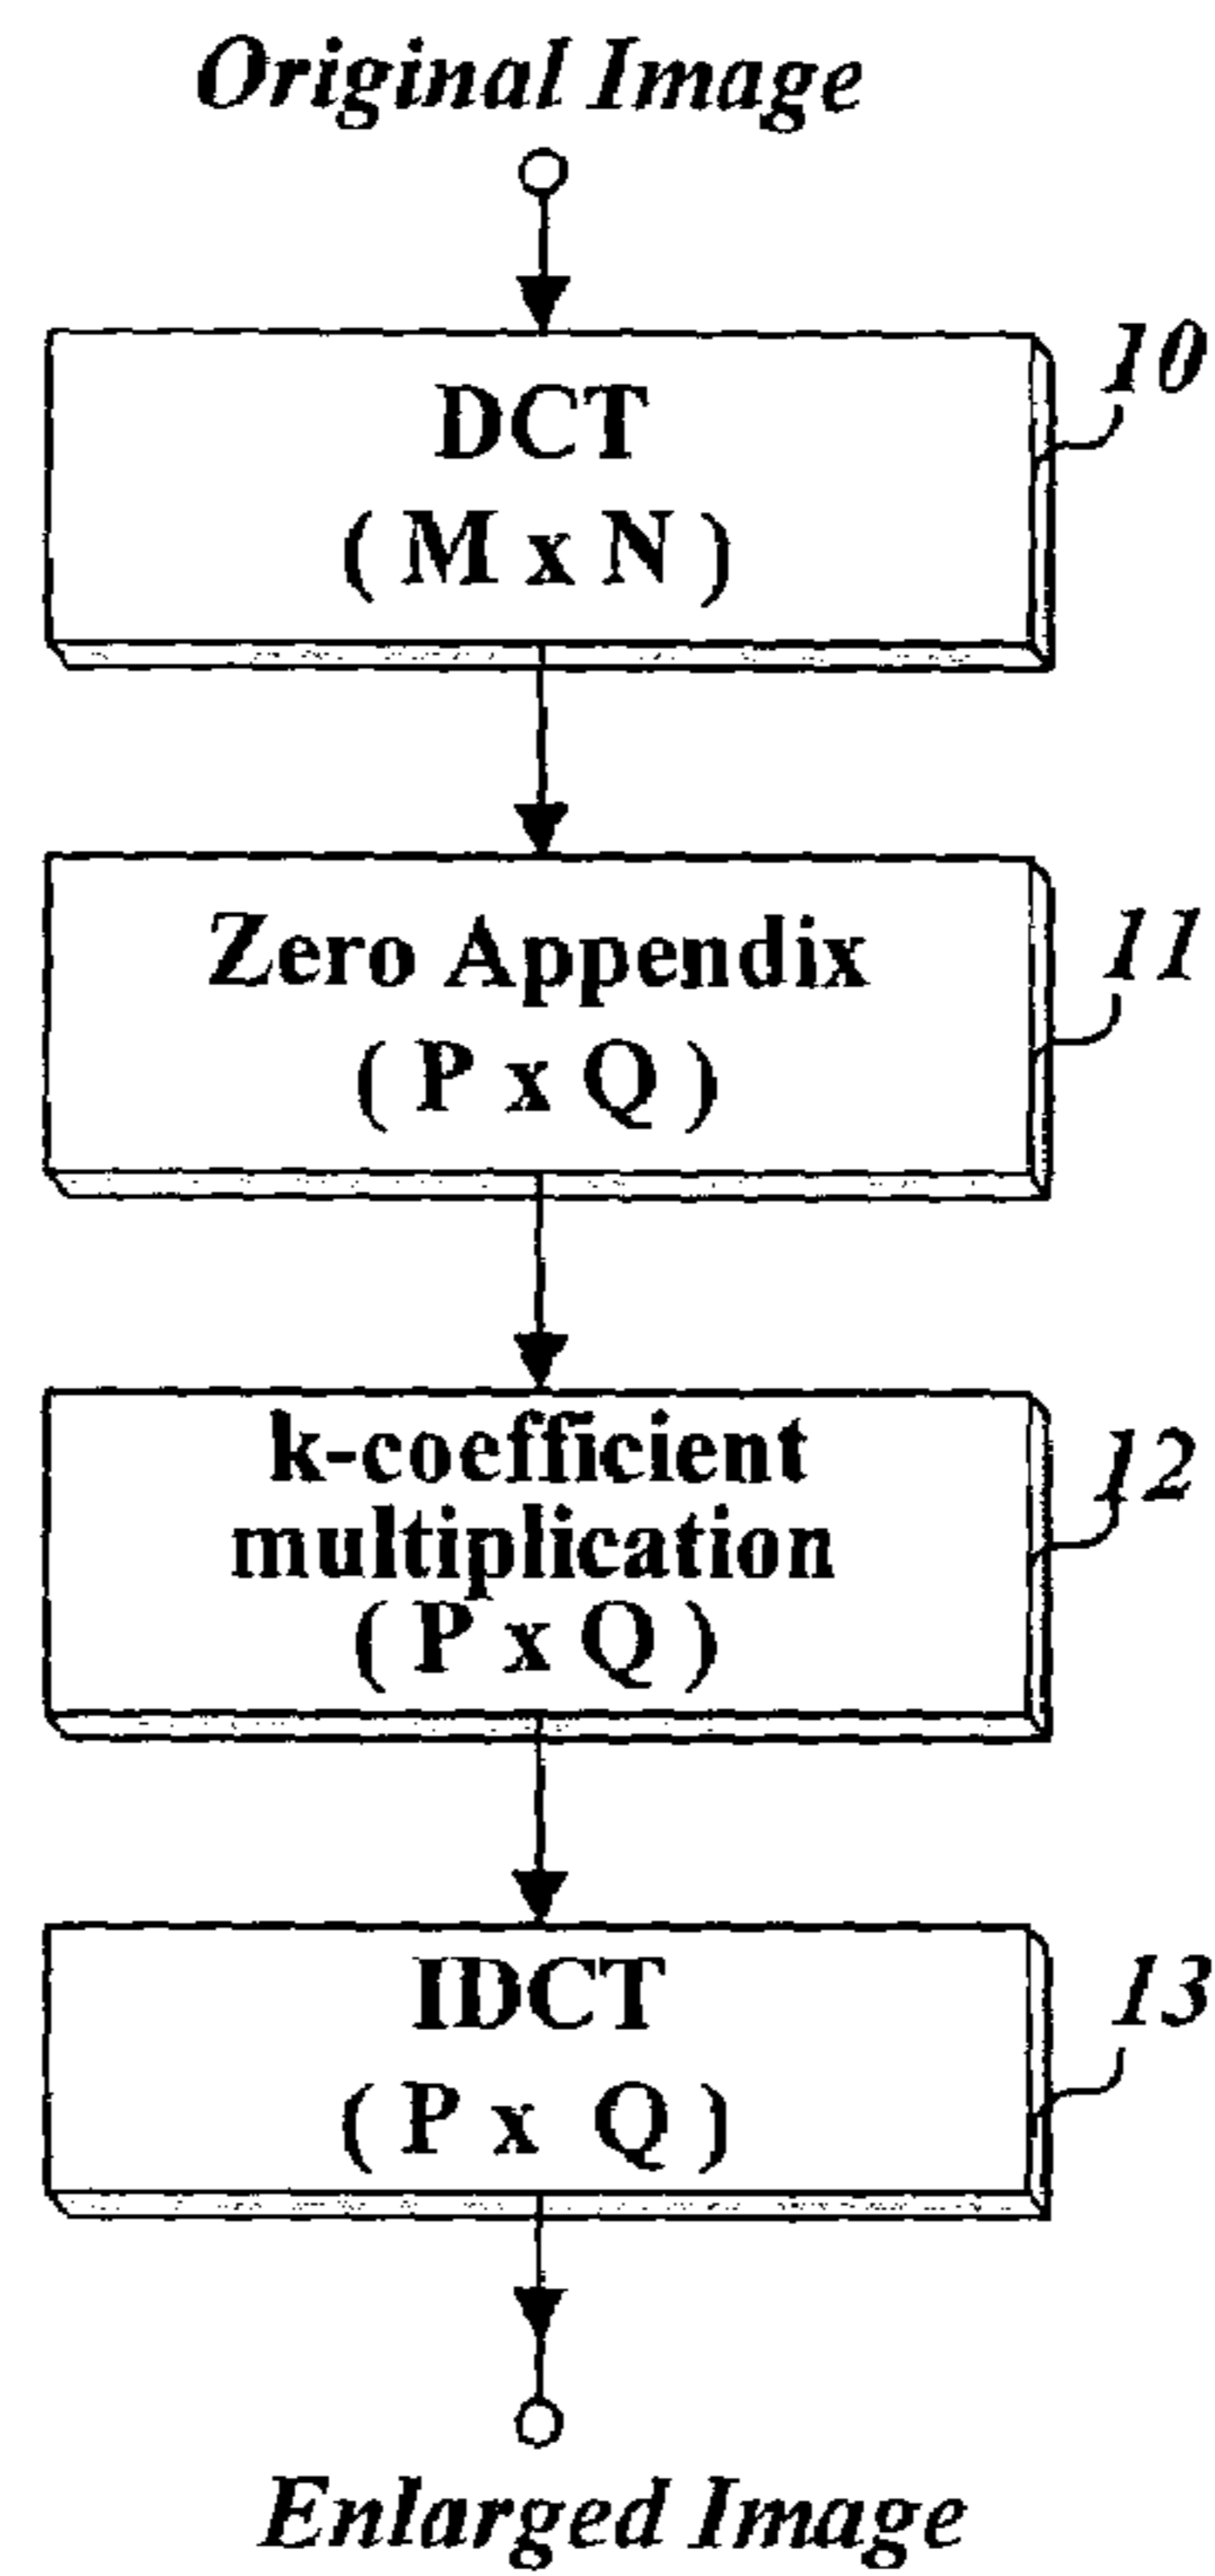 Original Image
10
DCT
( M x N )
11
Zero Appendix
( P x Q )
12
k-coefficient
multiplication
( P x Q )
13
IDCT
( P x Q )
Enlarged Image